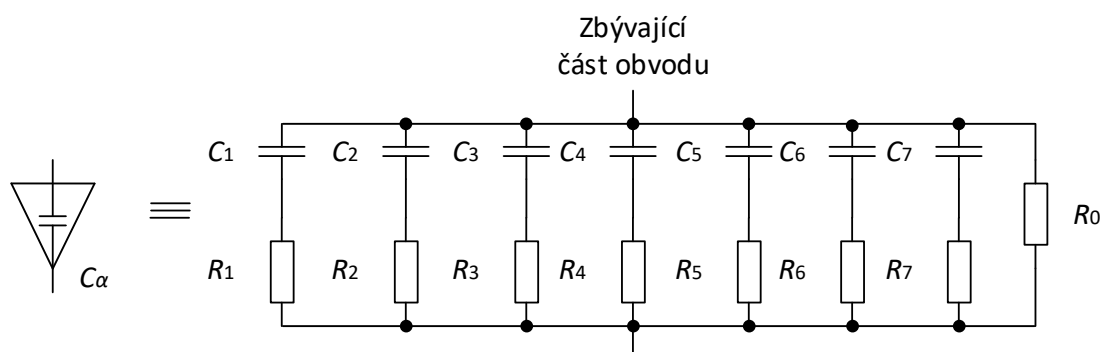 Zbývající
část obvodu
C1 C2 C3 C4 C5 C6 C7
R0
R1 R2 R3 R4 R5 R6 R7
Cα